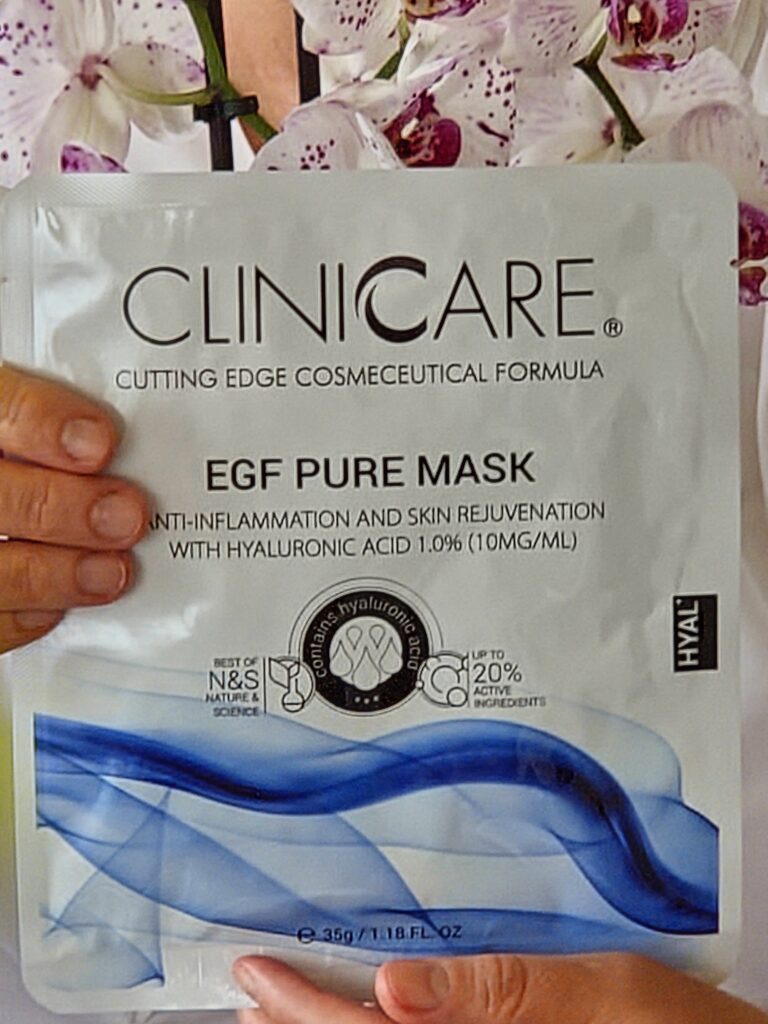 CLINICARE®
CUTTING EDGE COSMECEUTICAL FORMULA
EGF PURE MASK
NTI-INFLAMMATION AND SKIN REJUVENATION
WITH HYALURONIC ACID 1.0% (10MG/ML)
contains hyaluronic acid
HYAL+
BEST OF
N&S
NATURE &
SCIENCE
UP TO
20%
ACTIVE
INGREDIENTS
℮ 35g / 1.18 FL. OZ